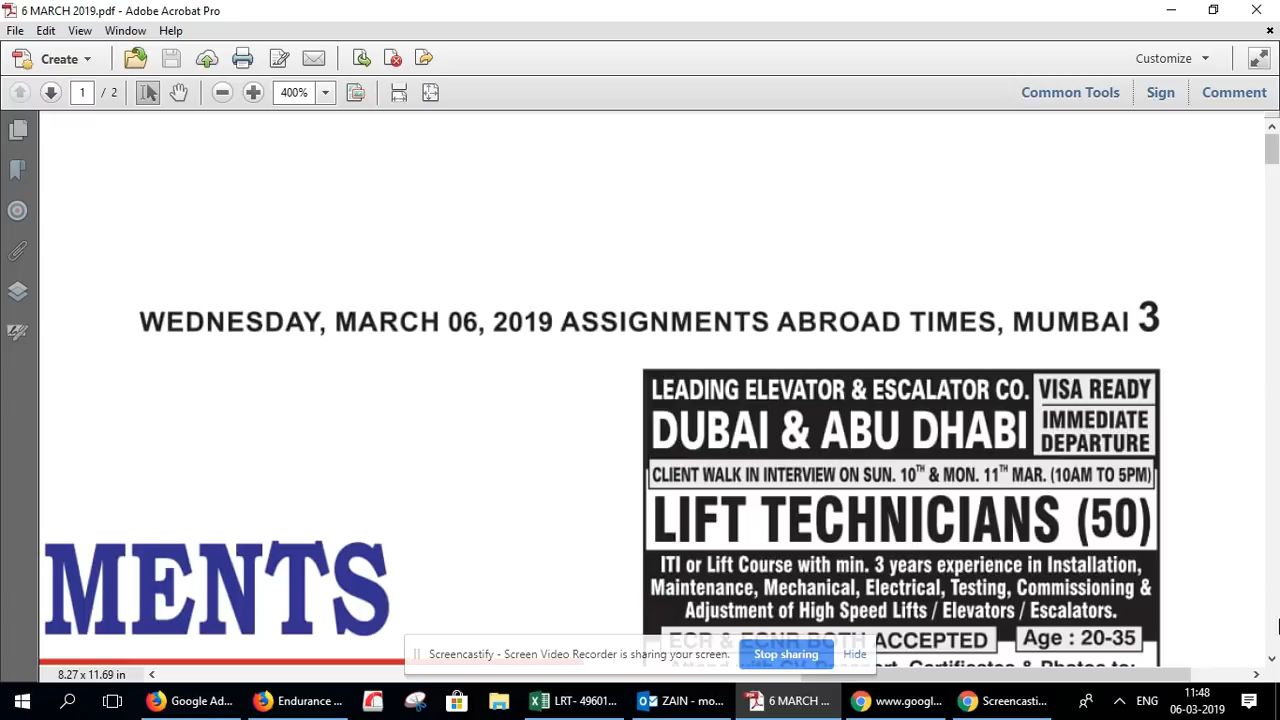 6 MARCH 2019.pdf - Adobe Acrobat Pro
File Edit View Window Help
Create Customize
1 / 2 400% Common Tools Sign Comment
WEDNESDAY, MARCH 06, 2019 ASSIGNMENTS ABROAD TIMES, MUMBAI 3
LEADING ELEVATOR & ESCALATOR CO. VISA READY
DUBAI & ABU DHABI IMMEDIATE
DEPARTURE
CLIENT WALK IN INTERVIEW ON SUN. 10TH & MON. 11TH MAR. (10AM TO 5PM)
LIFT TECHNICIANS (50)
MENTS
ITI or Lift Course with min. 3 years experience in Installation,
Maintenance, Mechanical, Electrical, Testing, Commissioning &
Adjustment of High Speed Lifts / Elevators / Escalators.
ECR & ECNR BOTH ACCEPTED Age : 20-35
Screencastify - Screen Video Recorder is sharing your screen. Stop sharing Hide
8.27 x 11.69 in
Google Ad... Endurance ... LRT- 49601... ZAIN - mo... 6 MARCH ... www.googl... Screencasti... ENG 11:48
06-03-2019